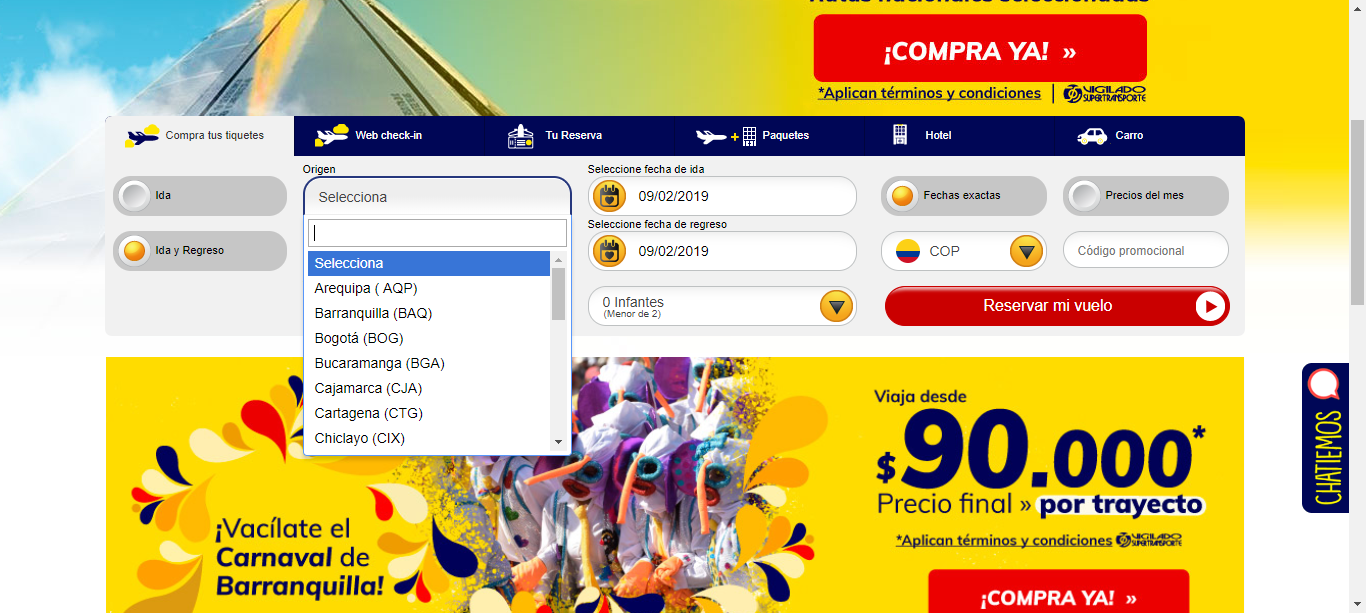 ¡COMPRA YA! »
*Aplican términos y condiciones | VIGILADO SUPERTRANSPORTE
Compra tus tiquetes
Web check-in
Tu Reserva
Paquetes
Hotel
Carro
Ida
Ida y Regreso
Origen
Selecciona
Selecciona
Arequipa ( AQP)
Barranquilla (BAQ)
Bogotá (BOG)
Bucaramanga (BGA)
Cajamarca (CJA)
Cartagena (CTG)
Chiclayo (CIX)
Seleccione fecha de ida
09/02/2019
Seleccione fecha de regreso
09/02/2019
0 Infantes
(Menor de 2)
Fechas exactas
Precios del mes
COP
Código promocional
Reservar mi vuelo
CHATIEMOS
¡Vacílate el
Carnaval de
Barranquilla!
Viaja desde
$90.000*
Precio final » por trayecto
*Aplican términos y condiciones VIGILADO SUPERTRANSPORTE
¡COMPRA YA! »